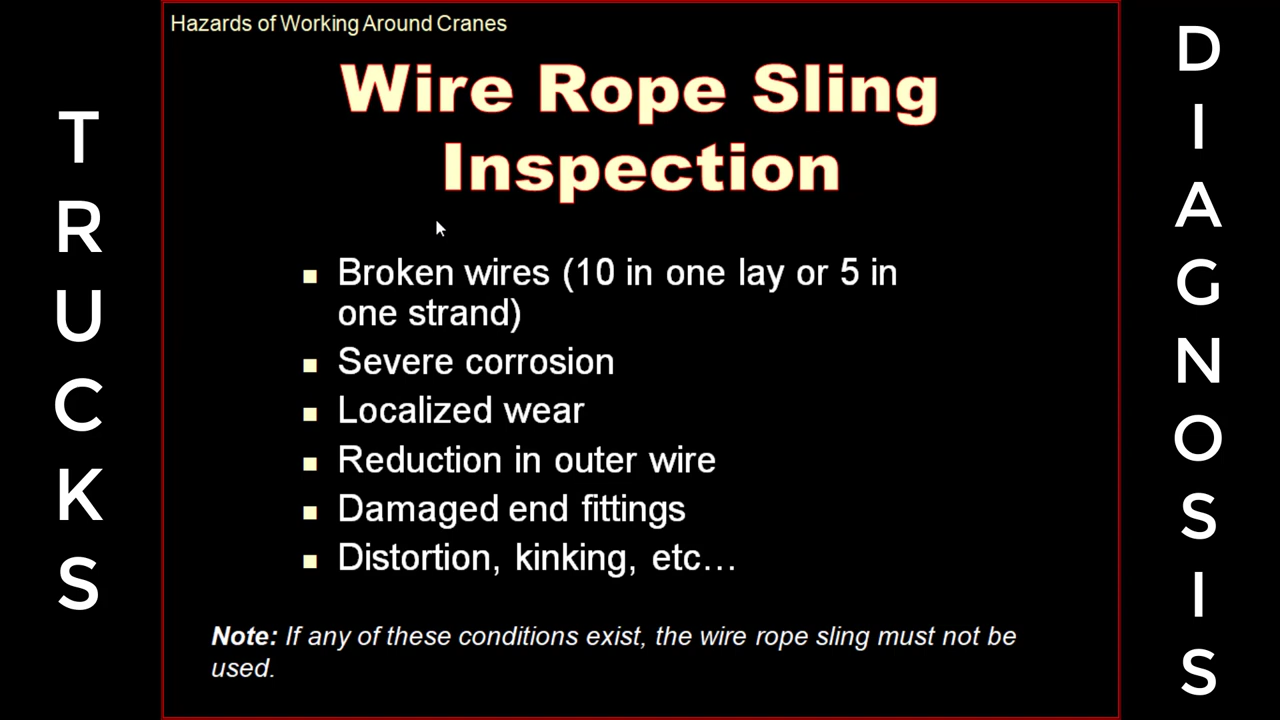 Hazards of Working Around Cranes
Wire Rope Sling
Inspection
Broken wires (10 in one lay or 5 in
one strand)
Severe corrosion
Localized wear
Reduction in outer wire
Damaged end fittings
Distortion, kinking, etc…
Note: If any of these conditions exist, the wire rope sling must not be
used.
TRUCKS
DIAGNOSIS